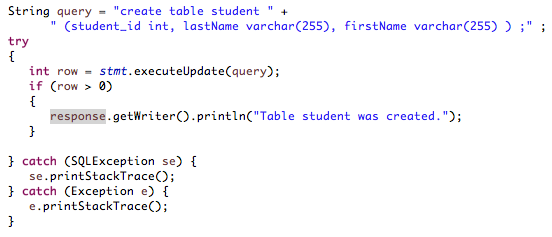 String query = "create table student " +
" (student_id int, lastName varchar(255), firstName varchar(255) ) ;" ;
try
{
int row = stmt.executeUpdate(query);
if (row > 0)
{
response.getWriter().println("Table student was created.");
}
} catch (SQLException se) {
se.printStackTrace();
} catch (Exception e) {
e.printStackTrace();
}